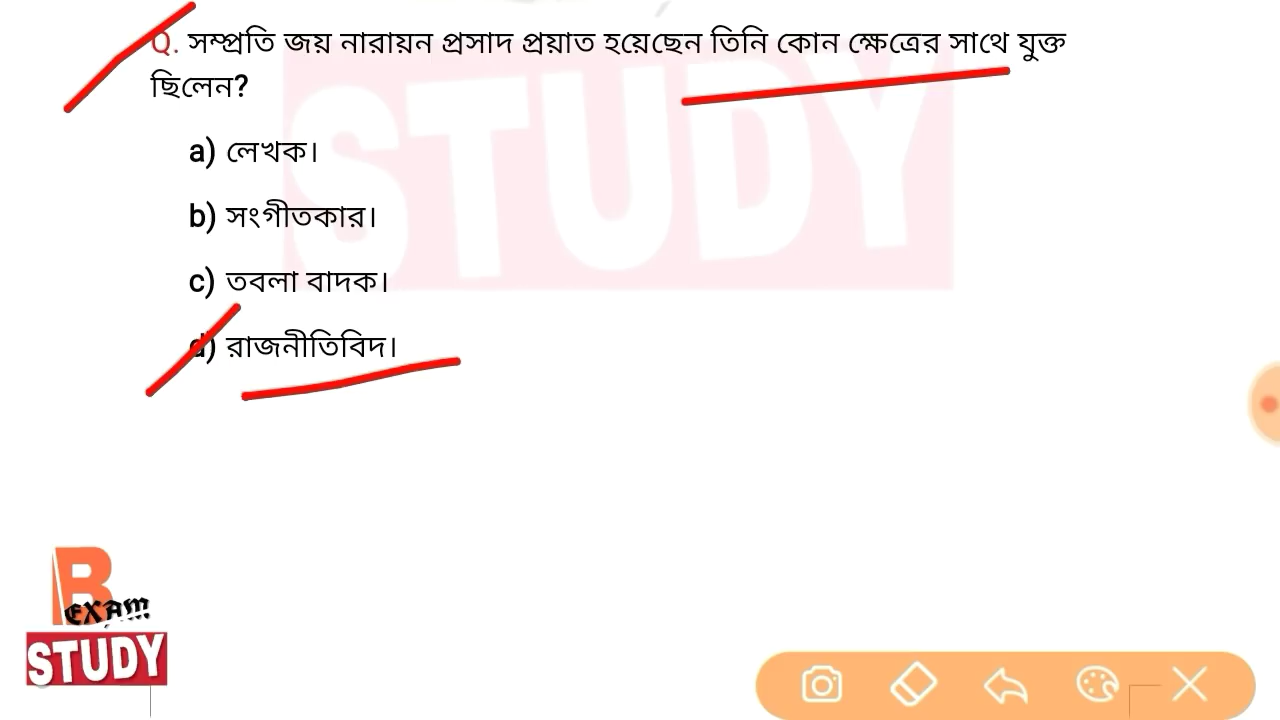 Q. সম্প্রতি জয় নারায়ন প্রসাদ প্রয়াত হয়েছেন তিনি কোন ক্ষেত্রের সাথে যুক্ত
ছিলেন?
a) লেখক।
b) সংগীতকার।
c) তবলা বাদক।
d) রাজনীতিবিদ।
STUDY
B
EXAM
STUDY